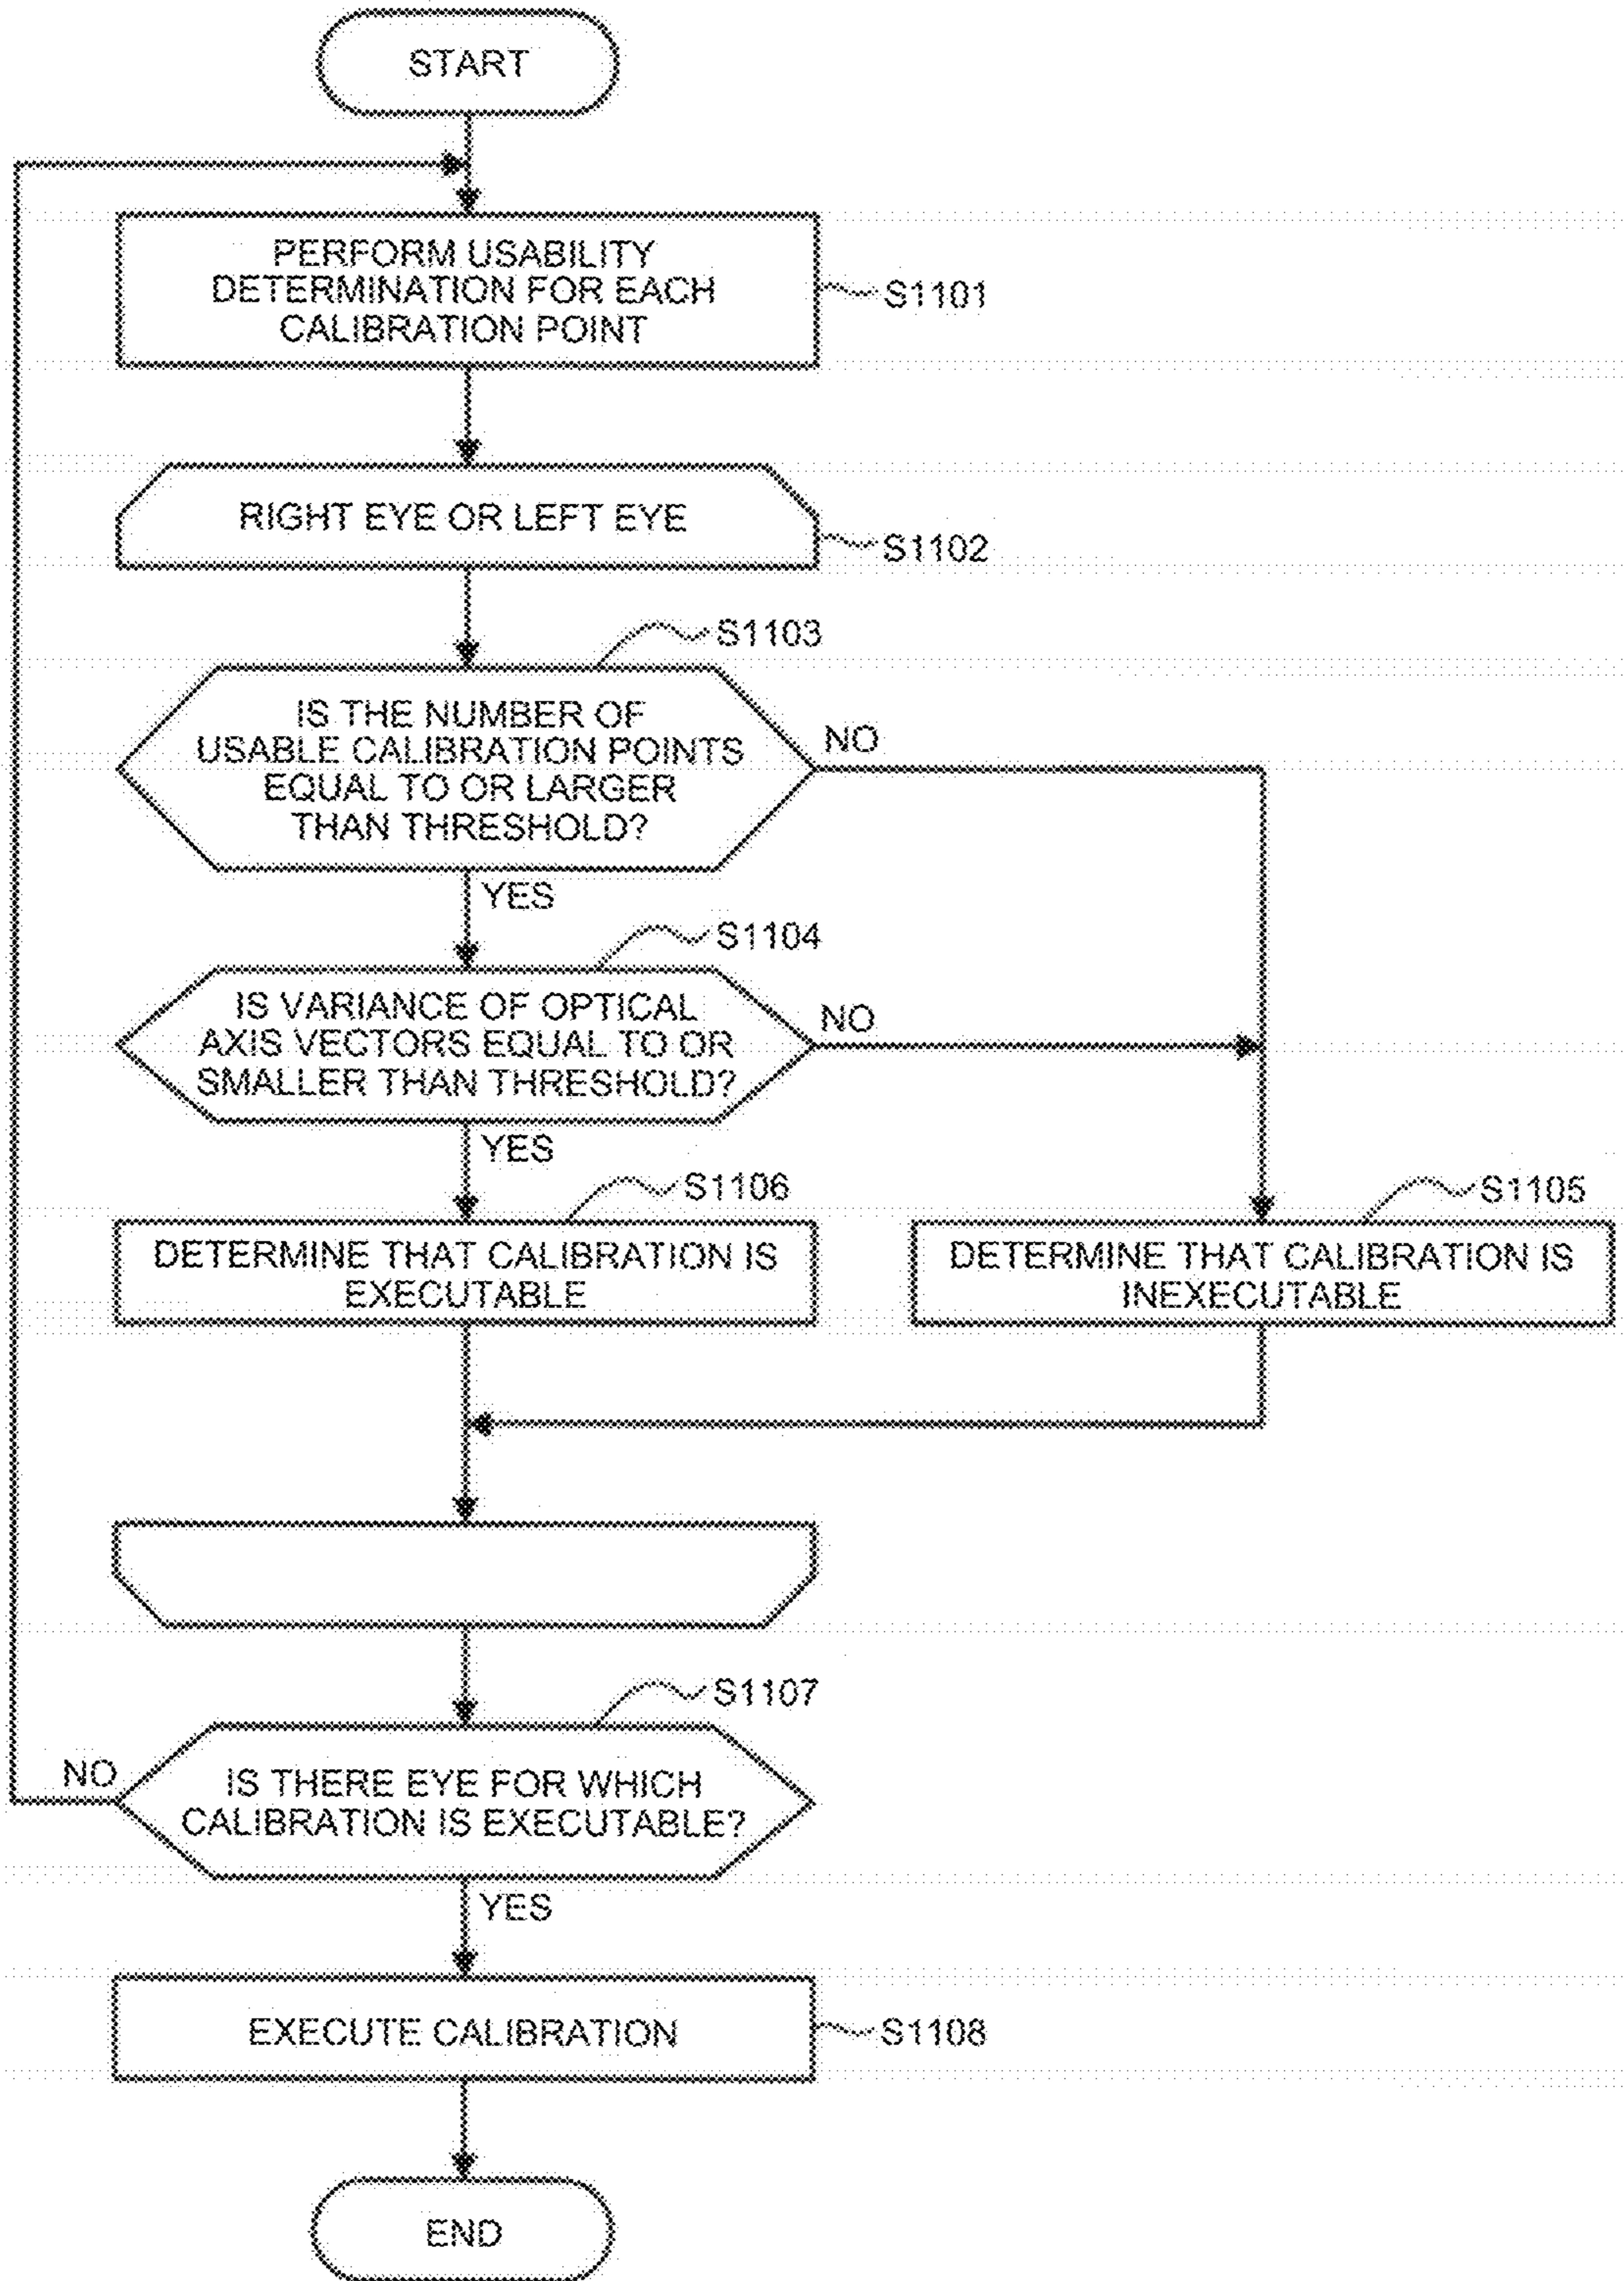 START
PERFORM USABILITY
DETERMINATION FOR EACH
CALIBRATION POINT
S1101
RIGHT EYE OR LEFT EYE
S1102
S1103
IS THE NUMBER OF
USABLE CALIBRATION POINTS
EQUAL TO OR LARGER
THAN THRESHOLD?
NO
YES
S1104
IS VARIANCE OF OPTICAL
AXIS VECTORS EQUAL TO OR
SMALLER THAN THRESHOLD?
NO
YES
S1106
DETERMINE THAT CALIBRATION IS
EXECUTABLE
S1105
DETERMINE THAT CALIBRATION IS
INEXECUTABLE
S1107
NO
IS THERE EYE FOR WHICH
CALIBRATION IS EXECUTABLE?
YES
EXECUTE CALIBRATION
S1108
END